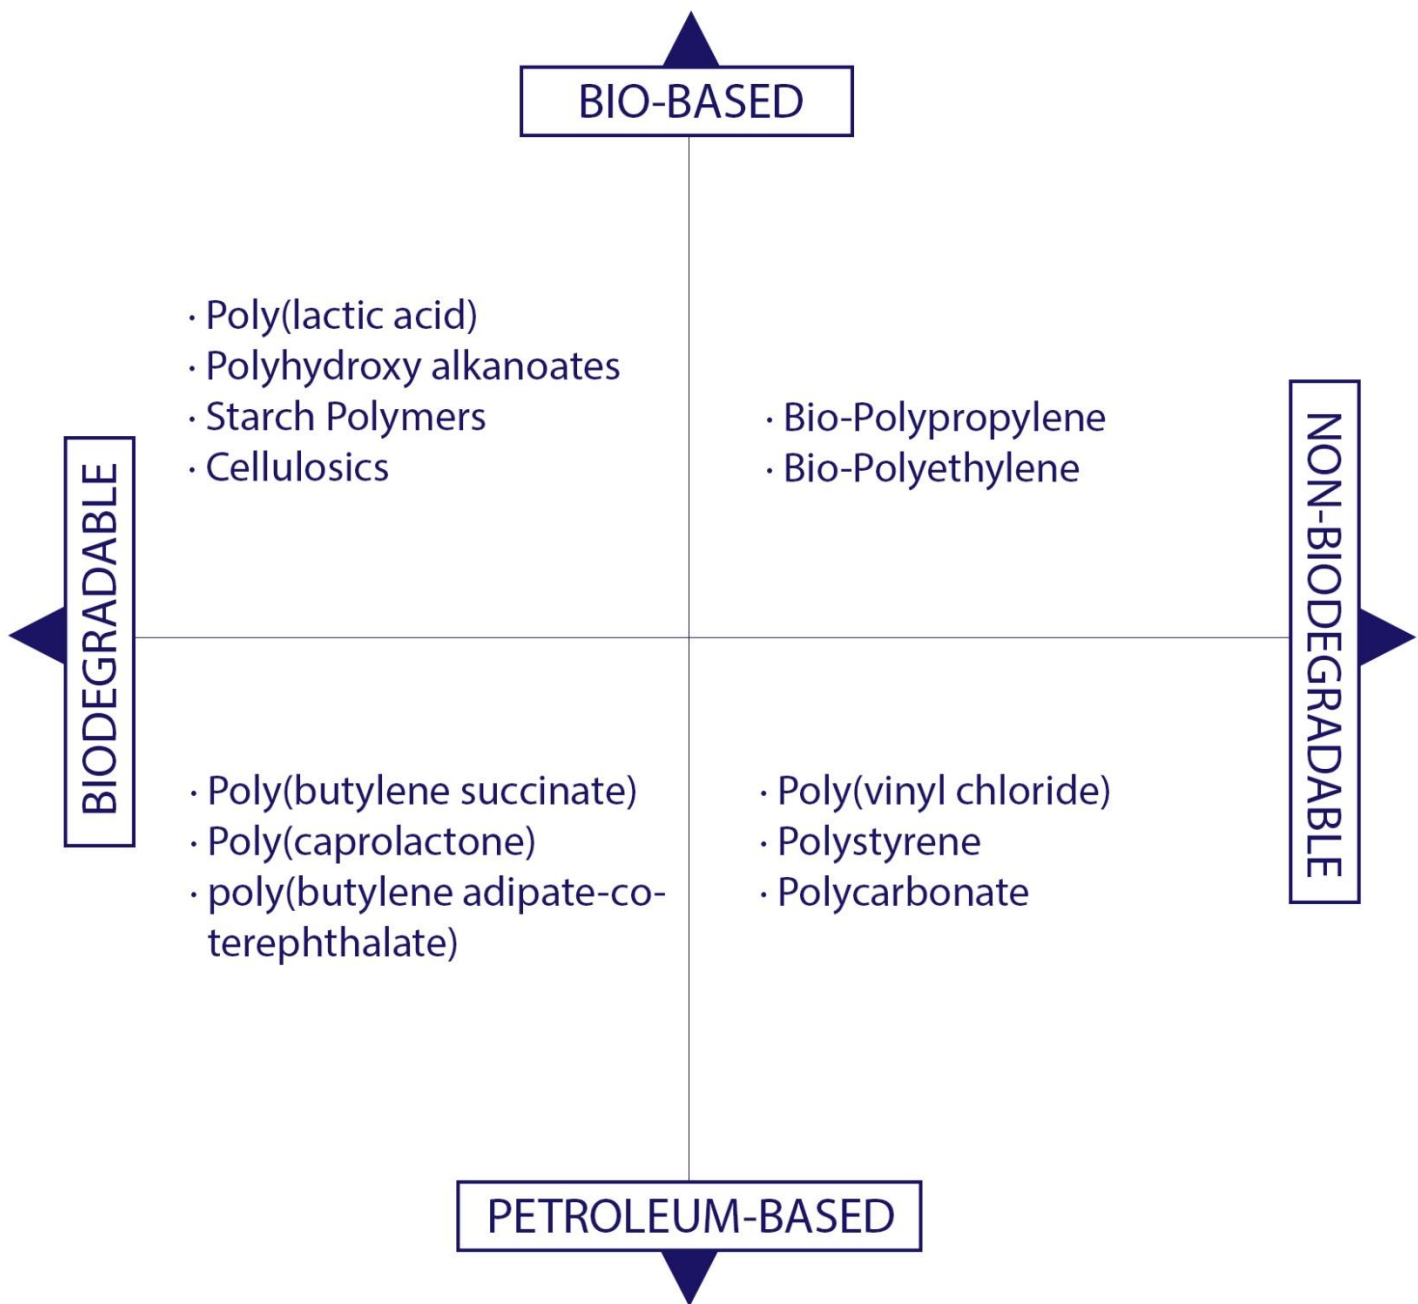 BIO-BASED
· Poly(lactic acid)
· Polyhydroxy alkanoates
· Starch Polymers
· Cellulosics
· Bio-Polypropylene
· Bio-Polyethylene
BIODEGRADABLE
NON-BIODEGRADABLE
· Poly(butylene succinate)
· Poly(caprolactone)
· poly(butylene adipate-co-
terephthalate)
· Poly(vinyl chloride)
· Polystyrene
· Polycarbonate
PETROLEUM-BASED